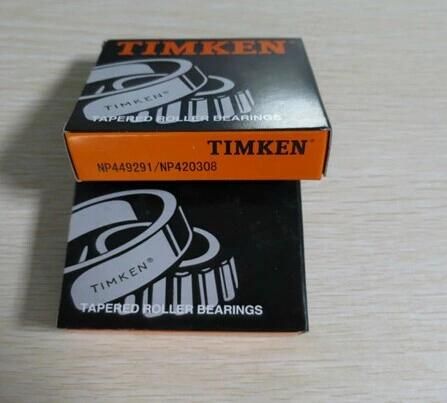 TIMKEN
TIMKEN®
TAPERED ROLLER BEARINGS
TIMKEN®
NP449291/NP420308
TIMKEN®
TAPERED ROLLER BEARINGS